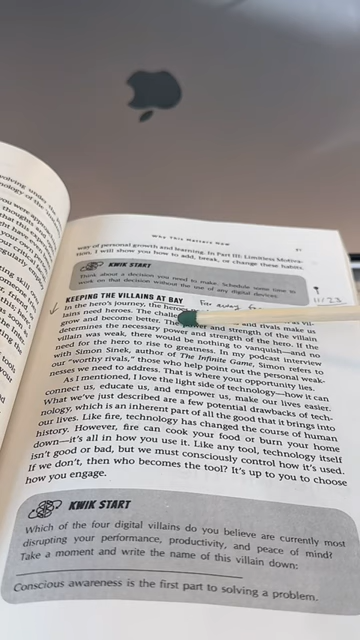 Why This Matters Now
way of personal growth and learning. In Part III: Limitless Motiva-
tion, I will show you how to add, break, or change these habits.
KWIK START
Think about a decision you need to make. Schedule some time to
work on that decision without the use of any digital devices.
KEEPING THE VILLAINS AT BAY
In the hero's journey, the heroes
lains need heroes. The and rivals make us
grow and become better. The power and strength of the villain
determines the necessary power and strength of the hero. If the
villain was weak, there would be nothing to vanquish—and no
need for the hero to rise to greatness. In my podcast interview
with Simon Sinek, author of The Infinite Game, Simon refers to
our "worthy rivals," those who help point out the personal weak-
nesses we need to address. That is where your opportunity lies.
As I mentioned, I love the light side of technology—how it can
connect us, educate us, and empower us, make our lives easier.
What we've just described are a few potential drawbacks of tech-
nology, which is an inherent part of all the good that it brings into
our lives. Like fire, technology has changed the course of human
history. However, fire can cook your food or burn your home
down—it's all in how you use it. Like any tool, technology itself
isn't good or bad, but we must consciously control how it's used.
If we don't, then who becomes the tool? It's up to you to choose
how you engage.
KWIK START
Which of the four digital villains do you believe are currently most
disrupting your performance, productivity, and peace of mind?
Take a moment and write the name of this villain down:
Conscious awareness is the first part to solving a problem.